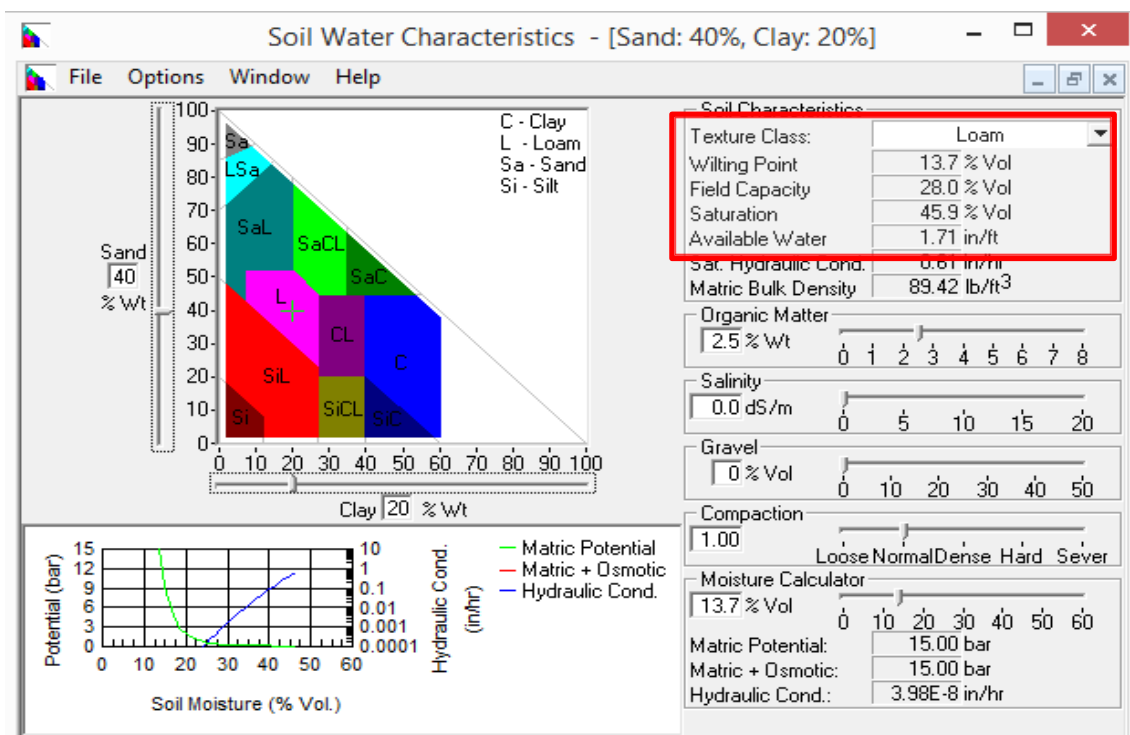 Soil Water Characteristics - [Sand: 40%, Clay: 20%]
File Options Window Help
C - Clay
L - Loam
Sa - Sand
Si - Silt
100
90
80
70
60
50
40
30
20
10
0
Sand
40
% Wt
Sa
LSa
SaL
SaCL
SaC
L
CL
C
SiL
Si
SiCL
SiC
0 10 20 30 40 50 60 70 80 90 100
Clay 20 % Wt
Soil Characteristics
Texture Class: Loam
Wilting Point 13.7 % Vol
Field Capacity 28.0 % Vol
Saturation 45.9 % Vol
Available Water 1.71 in/ft
Sat. Hydraulic Cond. 0.61 in/hr
Matric Bulk Density 89.42 lb/ft3
Organic Matter
2.5 % Wt
0 1 2 3 4 5 6 7 8
Salinity
0.0 dS/m
0 5 10 15 20
Gravel
0 % Vol
0 10 20 30 40 50
Compaction
1.00
Loose Normal Dense Hard Sever
Moisture Calculator
13.7 % Vol
0 10 20 30 40 50 60
Matric Potential: 15.00 bar
Matric + Osmotic: 15.00 bar
Hydraulic Cond.: 3.98E-8 in/hr
Potential (bar)
15
12
9
6
3
0
0 10 20 30 40 50 60
Soil Moisture (% Vol.)
10
1
0.1
0.01
0.001
0.0001
Hydraulic Cond.
(in/hr)
Matric Potential
Matric + Osmotic
Hydraulic Cond.